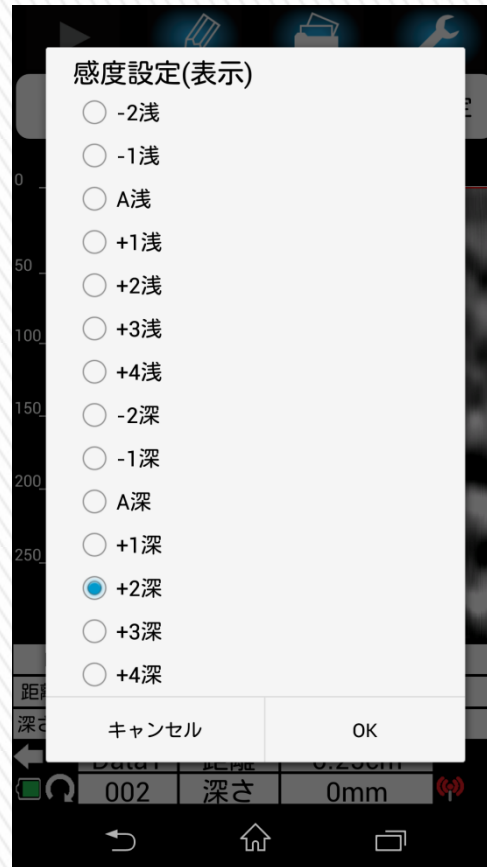 感度設定(表示)
-2浅
-1浅
A浅
+1浅
+2浅
+3浅
+4浅
-2深
-1深
A深
+1深
+2深
+3深
+4深
キャンセル OK
0
50
100
150
200
250
002 深さ 0mm